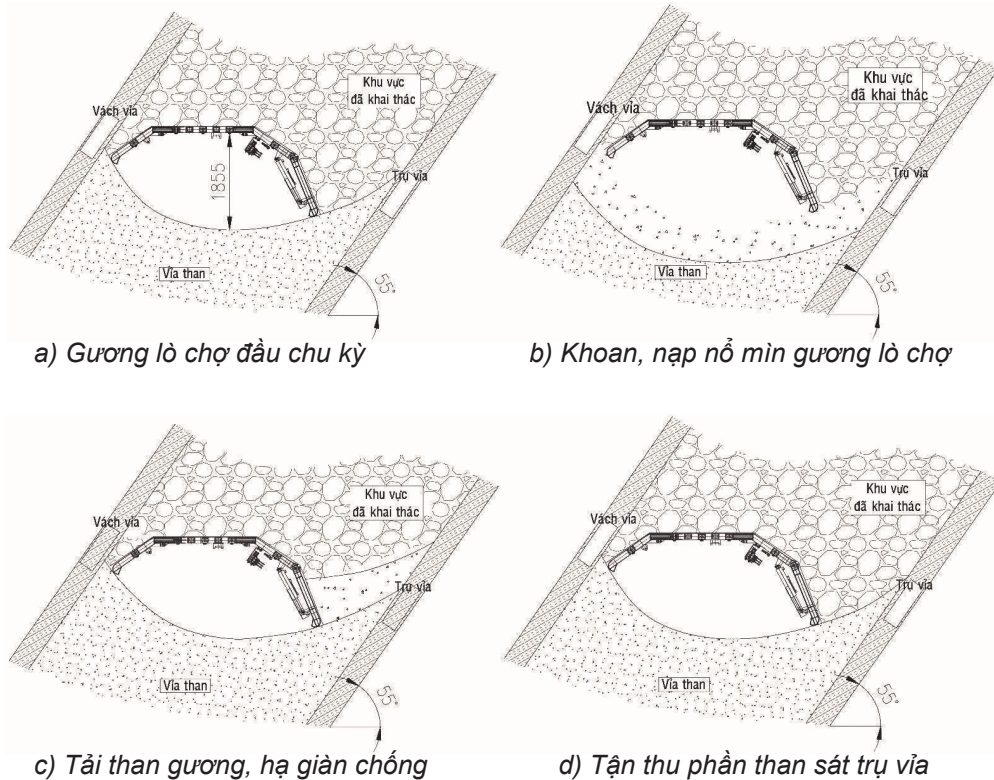 Khu vực
đã khai thác
Vách vỉa
1855
Trụ vỉa
Vỉa than
55°
a) Gương lò chợ đầu chu kỳ
Khu vực
đã khai thác
Vách vỉa
Trụ vỉa
Vỉa than
55°
b) Khoan, nạp nổ mìn gương lò chợ
Khu vực
đã khai thác
Vách vỉa
Trụ vỉa
Vỉa than
55°
c) Tải than gương, hạ giàn chống
Khu vực
đã khai thác
Vách vỉa
Trụ vỉa
Vỉa than
55°
d) Tận thu phần than sát trụ vỉa